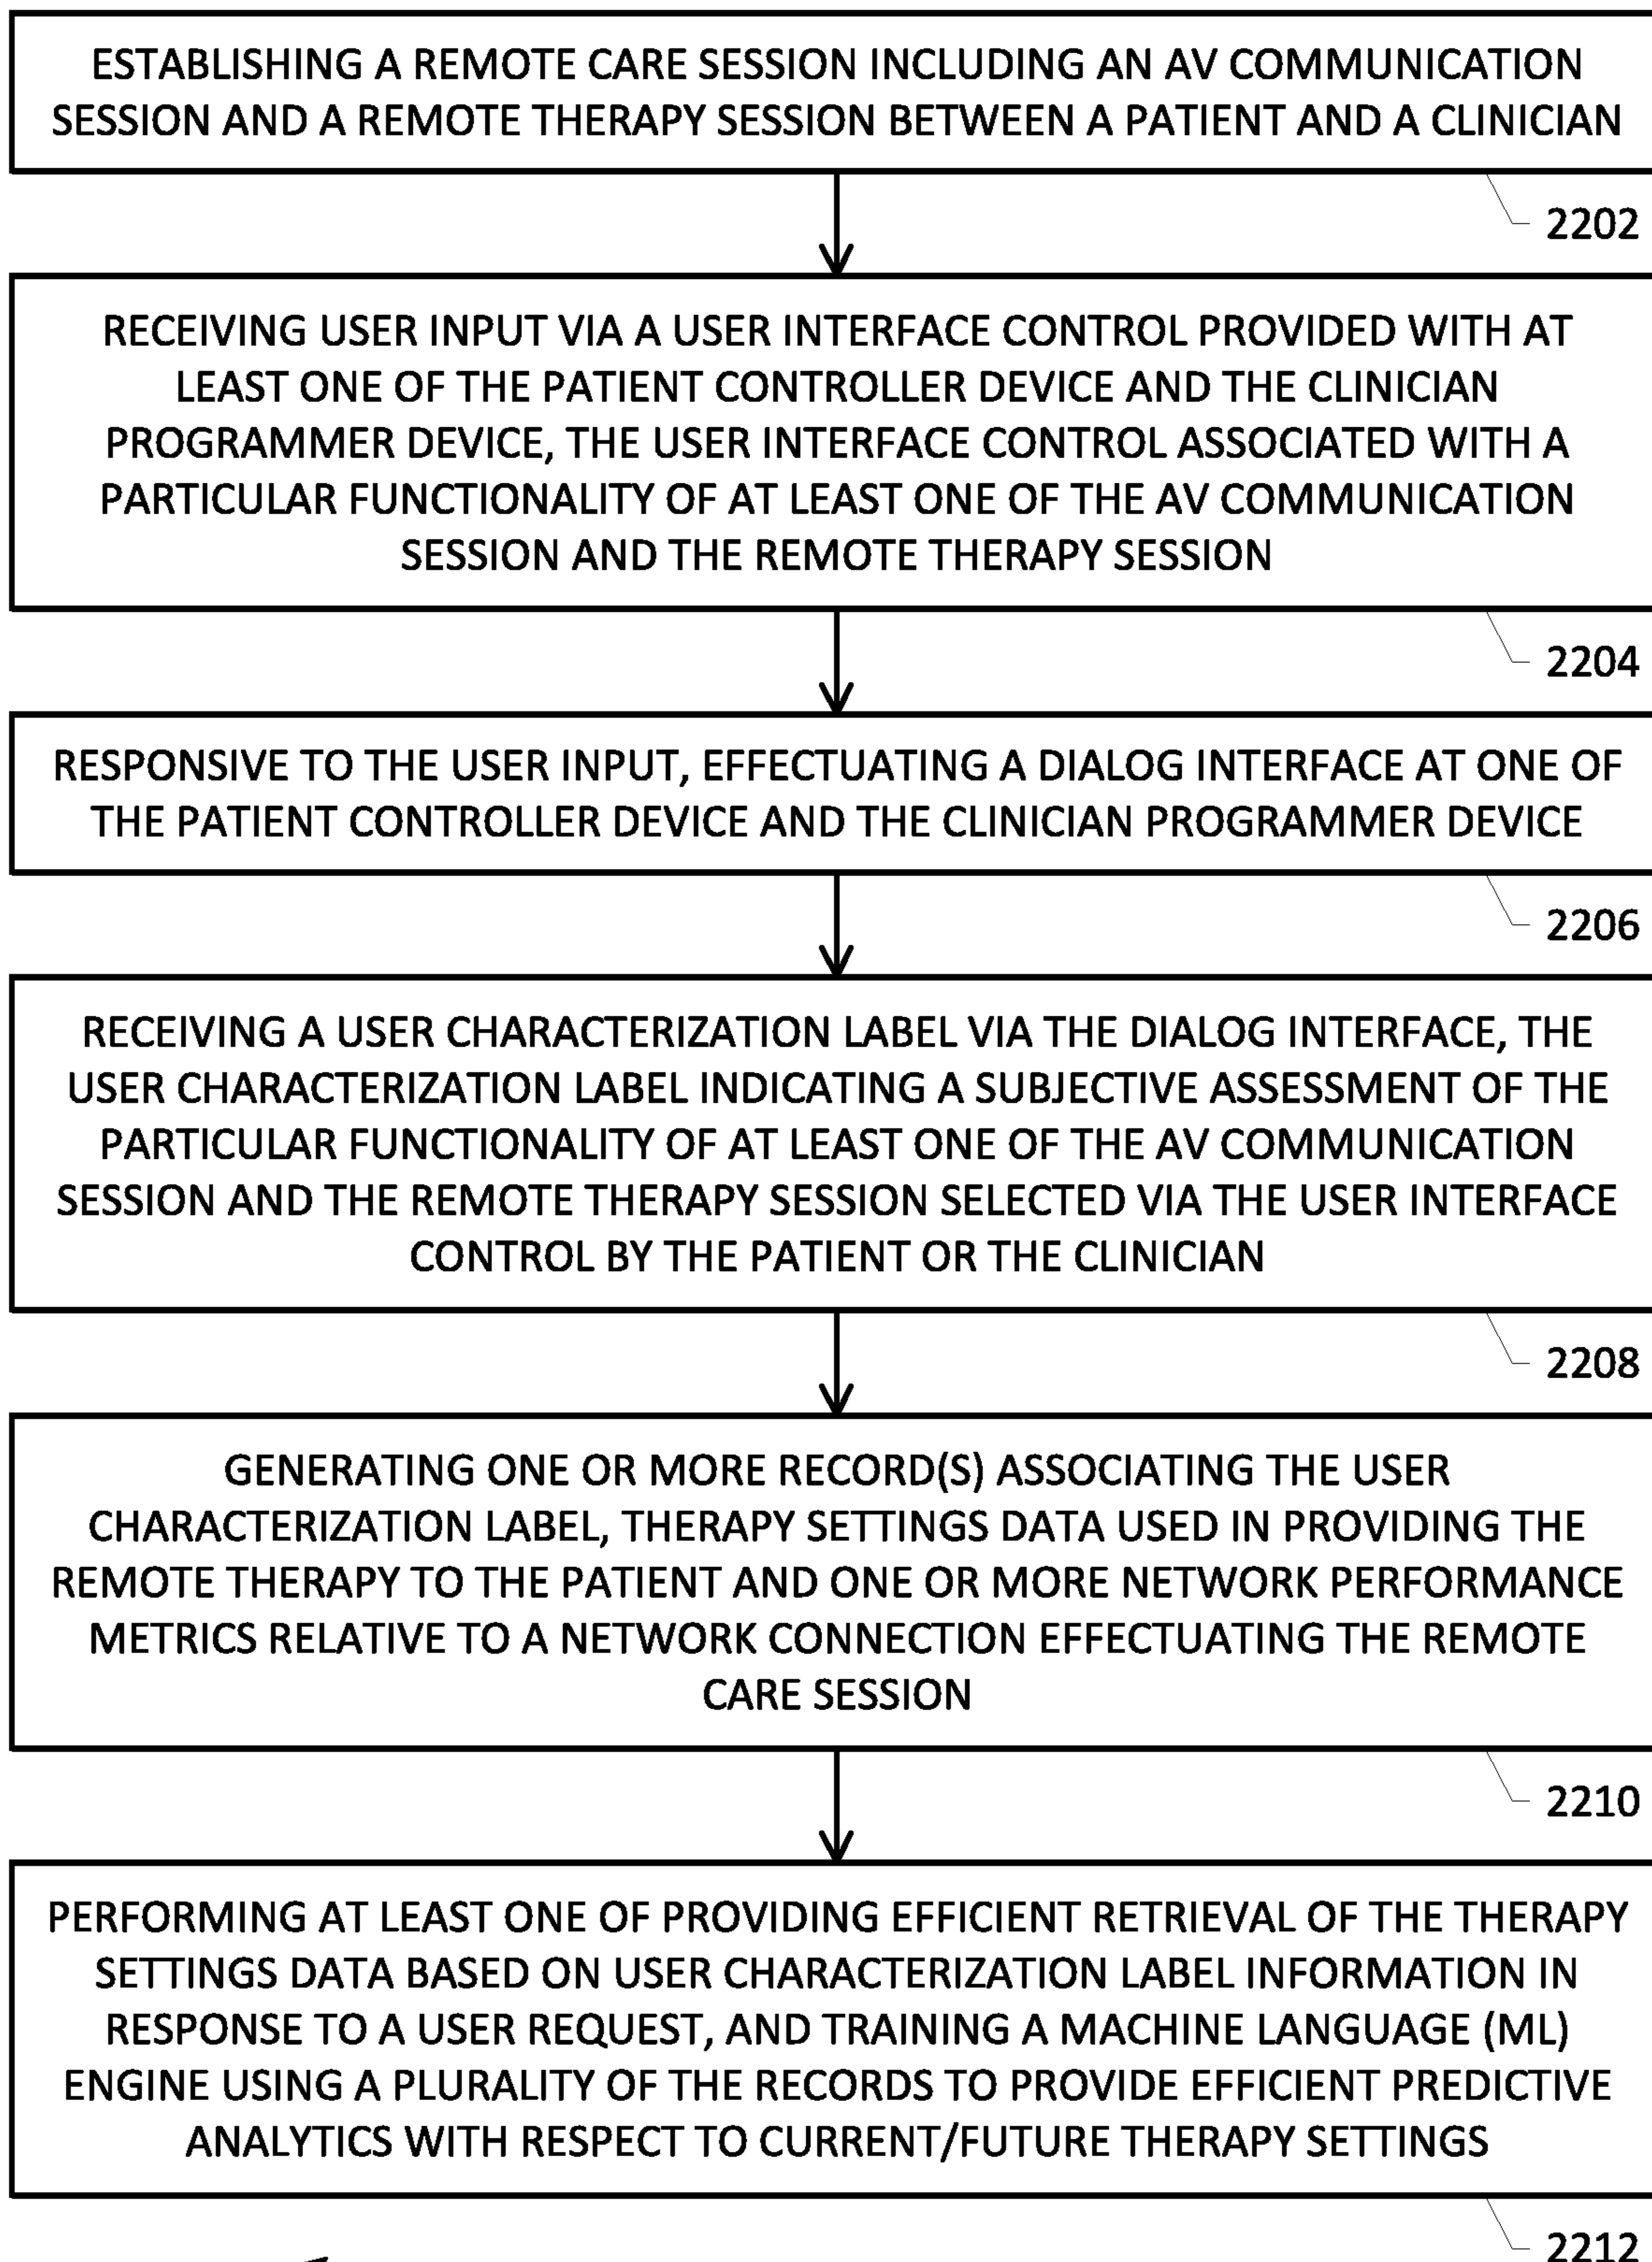 ESTABLISHING A REMOTE CARE SESSION INCLUDING AN AV COMMUNICATION
SESSION AND A REMOTE THERAPY SESSION BETWEEN A PATIENT AND A CLINICIAN
2202
RECEIVING USER INPUT VIA A USER INTERFACE CONTROL PROVIDED WITH AT
LEAST ONE OF THE PATIENT CONTROLLER DEVICE AND THE CLINICIAN
PROGRAMMER DEVICE, THE USER INTERFACE CONTROL ASSOCIATED WITH A
PARTICULAR FUNCTIONALITY OF AT LEAST ONE OF THE AV COMMUNICATION
SESSION AND THE REMOTE THERAPY SESSION
2204
RESPONSIVE TO THE USER INPUT, EFFECTUATING A DIALOG INTERFACE AT ONE OF
THE PATIENT CONTROLLER DEVICE AND THE CLINICIAN PROGRAMMER DEVICE
2206
RECEIVING A USER CHARACTERIZATION LABEL VIA THE DIALOG INTERFACE, THE
USER CHARACTERIZATION LABEL INDICATING A SUBJECTIVE ASSESSMENT OF THE
PARTICULAR FUNCTIONALITY OF AT LEAST ONE OF THE AV COMMUNICATION
SESSION AND THE REMOTE THERAPY SESSION SELECTED VIA THE USER INTERFACE
CONTROL BY THE PATIENT OR THE CLINICIAN
2208
GENERATING ONE OR MORE RECORD(S) ASSOCIATING THE USER
CHARACTERIZATION LABEL, THERAPY SETTINGS DATA USED IN PROVIDING THE
REMOTE THERAPY TO THE PATIENT AND ONE OR MORE NETWORK PERFORMANCE
METRICS RELATIVE TO A NETWORK CONNECTION EFFECTUATING THE REMOTE
CARE SESSION
2210
PERFORMING AT LEAST ONE OF PROVIDING EFFICIENT RETRIEVAL OF THE THERAPY
SETTINGS DATA BASED ON USER CHARACTERIZATION LABEL INFORMATION IN
RESPONSE TO A USER REQUEST, AND TRAINING A MACHINE LANGUAGE (ML)
ENGINE USING A PLURALITY OF THE RECORDS TO PROVIDE EFFICIENT PREDICTIVE
ANALYTICS WITH RESPECT TO CURRENT/FUTURE THERAPY SETTINGS
2212